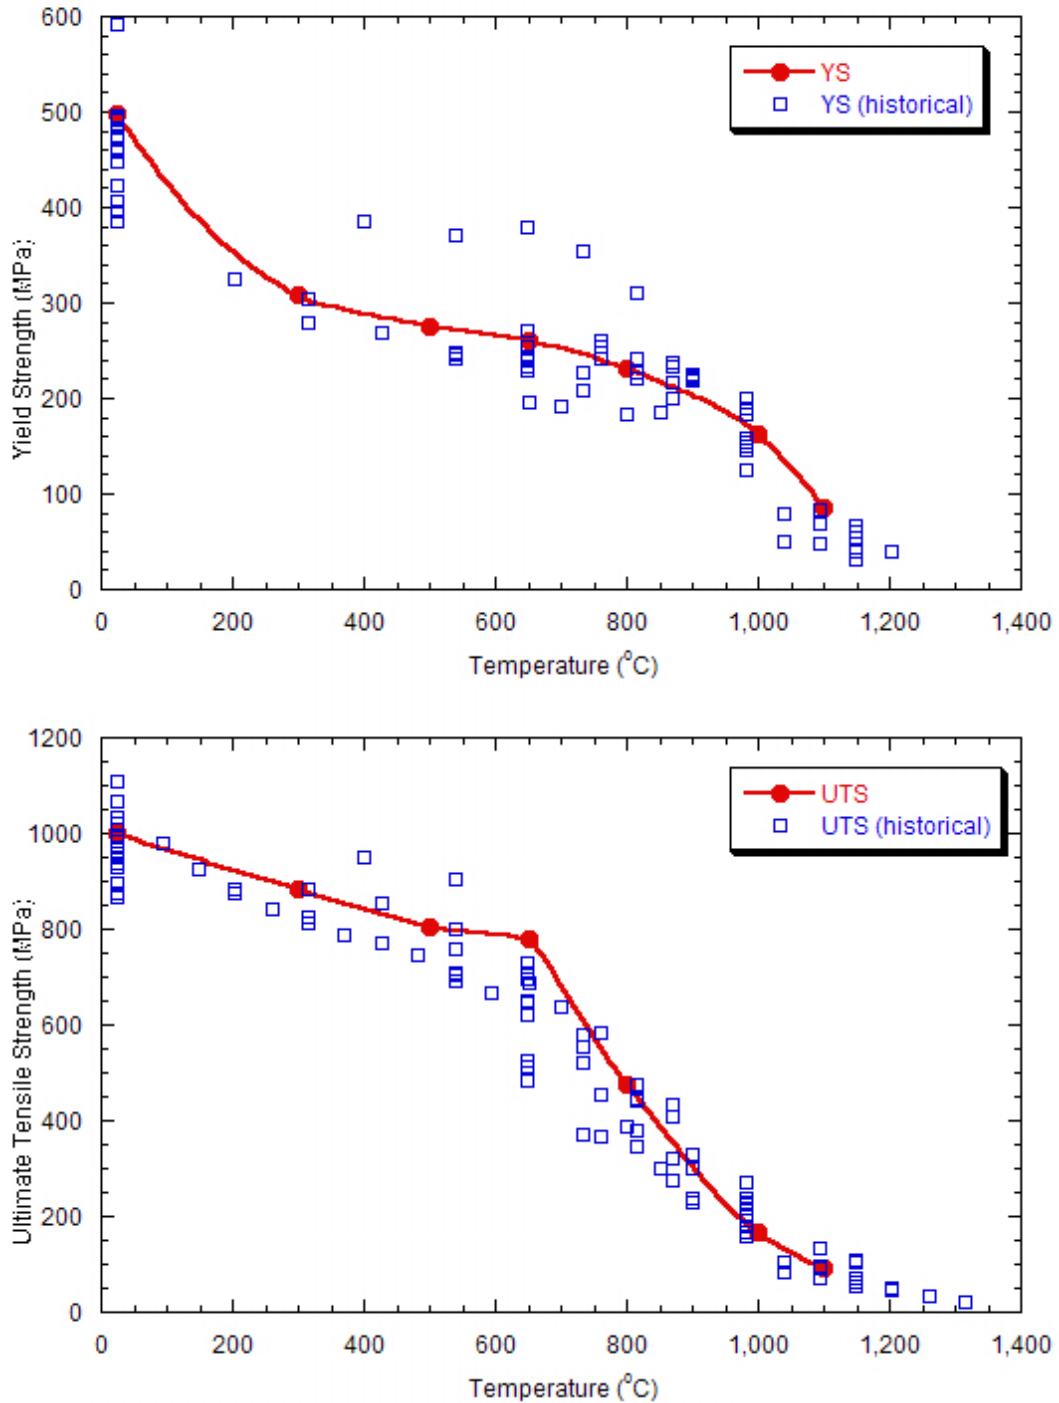 600
500
400
300
200
100
0
Yield Strength (MPa)
YS
YS (historical)
0 200 400 600 800 1,000 1,200 1,400
Temperature (°C)
1200
1000
800
600
400
200
0
Ultimate Tensile Strength (MPa)
UTS
UTS (historical)
0 200 400 600 800 1,000 1,200 1,400
Temperature (°C)